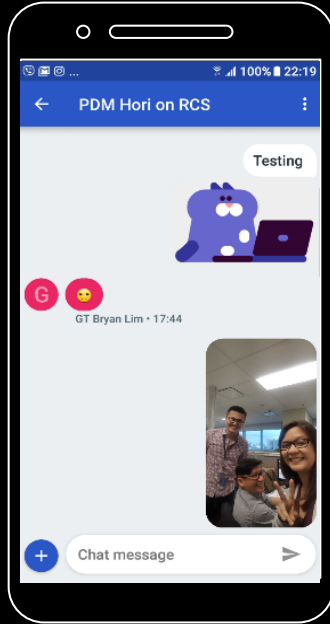 ... 100% 22:19
PDM Hori on RCS
Testing
G
GT Bryan Lim • 17:44
Chat message